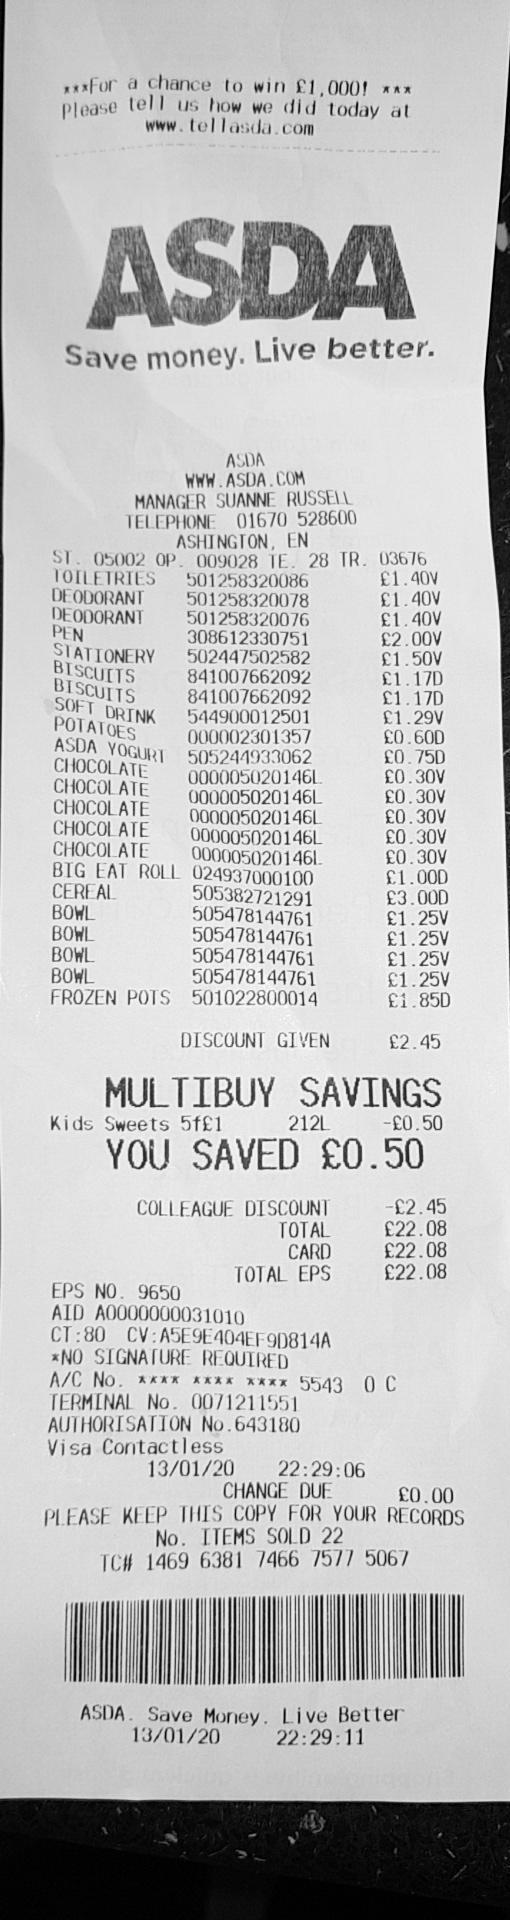 ***For a chance to win £1,000! ***
Please tell us how we did today at
www.tellasda.com
ASDA
Save money. Live better.
ASDA
WWW.ASDA.COM
MANAGER SUANNE RUSSELL
TELEPHONE 01670 528600
ASHINGTON, EN
ST. 05002 OP. 009028 TE. 28 TR. 03676
TOILETRIES 501258320086 £1.40V
DEODORANT 501258320078 £1.40V
DEODORANT 501258320076 £1.40V
PEN 308612330751 £2.00V
STATIONERY 502447502582 £1.50V
BISCUITS 841007662092 £1.17D
BISCUITS 841007662092 £1.17D
SOFT DRINK 544900012501 £1.29V
POTATOES 000002301357 £0.60D
ASDA YOGURT 505244933062 £0.75D
CHOCOLATE 000005020146L £0.30V
CHOCOLATE 000005020146L £0.30V
CHOCOLATE 000005020146L £0.30V
CHOCOLATE 000005020146L £0.30V
CHOCOLATE 000005020146L £0.30V
BIG EAT ROLL 024937000100 £1.00D
CEREAL 505382721291 £3.00D
BOWL 505478144761 £1.25V
BOWL 505478144761 £1.25V
BOWL 505478144761 £1.25V
BOWL 505478144761 £1.25V
FROZEN POTS 501022800014 £1.85D
DISCOUNT GIVEN £2.45
MULTIBUY SAVINGS
Kids Sweets 5f£1 212L -£0.50
YOU SAVED £0.50
COLLEAGUE DISCOUNT -£2.45
TOTAL £22.08
CARD £22.08
TOTAL EPS £22.08
EPS NO. 9650
AID A0000000031010
CT:80 CV:A5E9E404EF9D814A
*NO SIGNATURE REQUIRED
A/C No. **** **** **** 5543 0 C
TERMINAL No. 0071211551
AUTHORISATION No.643180
Visa Contactless
13/01/20 22:29:06
CHANGE DUE £0.00
PLEASE KEEP THIS COPY FOR YOUR RECORDS
No. ITEMS SOLD 22
TC# 1469 6381 7466 7577 5067
ASDA. Save Money. Live Better
13/01/20 22:29:11